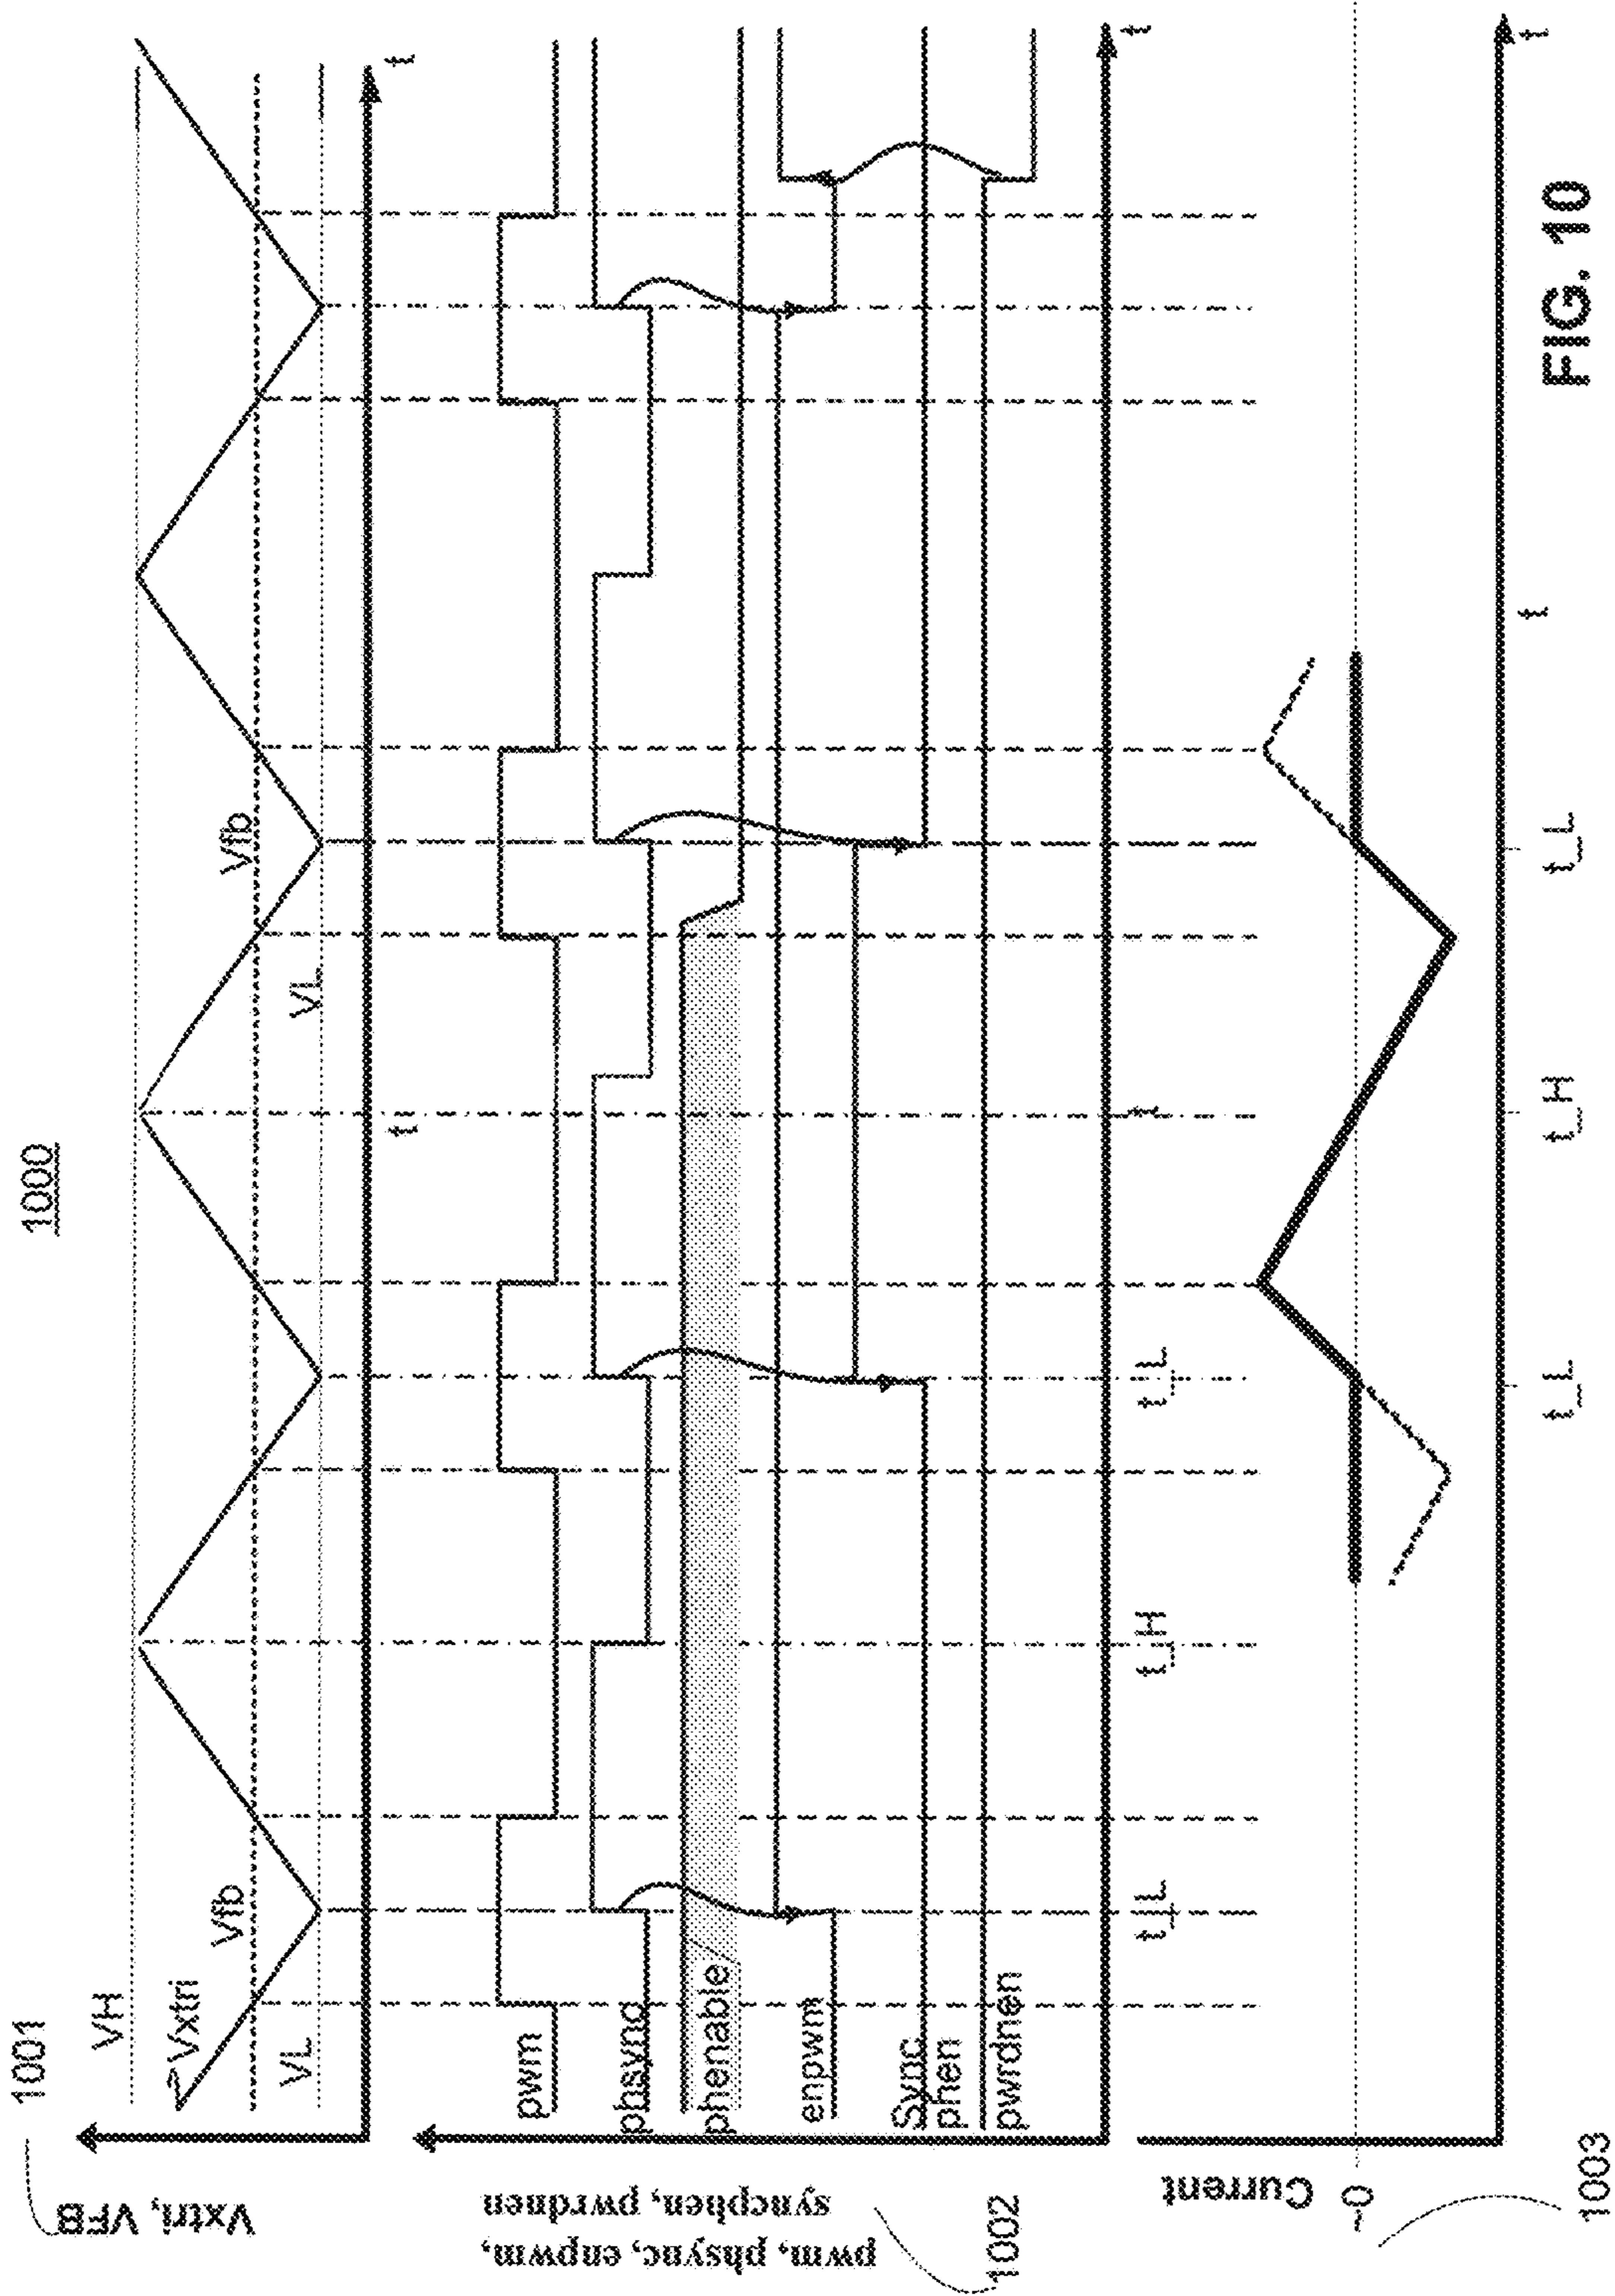 1000
1001
Vxtri, VFB
VH
Vxtri
Vfb
VL
VL
Vfb
t
t
pwm, phsync, enpwm,
syncphen, pwrdnen
1002
pwm
phsync
phenable
enpwm
Sync
phen
pwrdnen
t_L
t_H
t_L
t
t
Current
~0
1003
t_L
t_H
t_L
t
t
FIG. 10